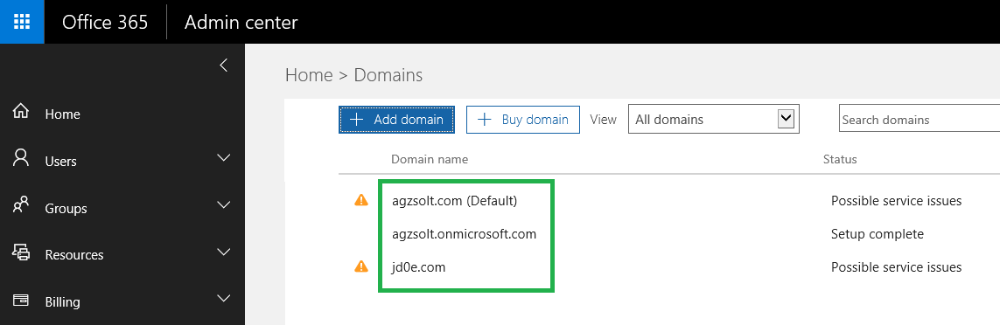 Office 365 Admin center
Home > Domains
Home
Users
Groups
Resources
Billing
+ Add domain + Buy domain View All domains Search domains
Domain name Status
agzsolt.com (Default) Possible service issues
agzsolt.onmicrosoft.com Setup complete
jd0e.com Possible service issues